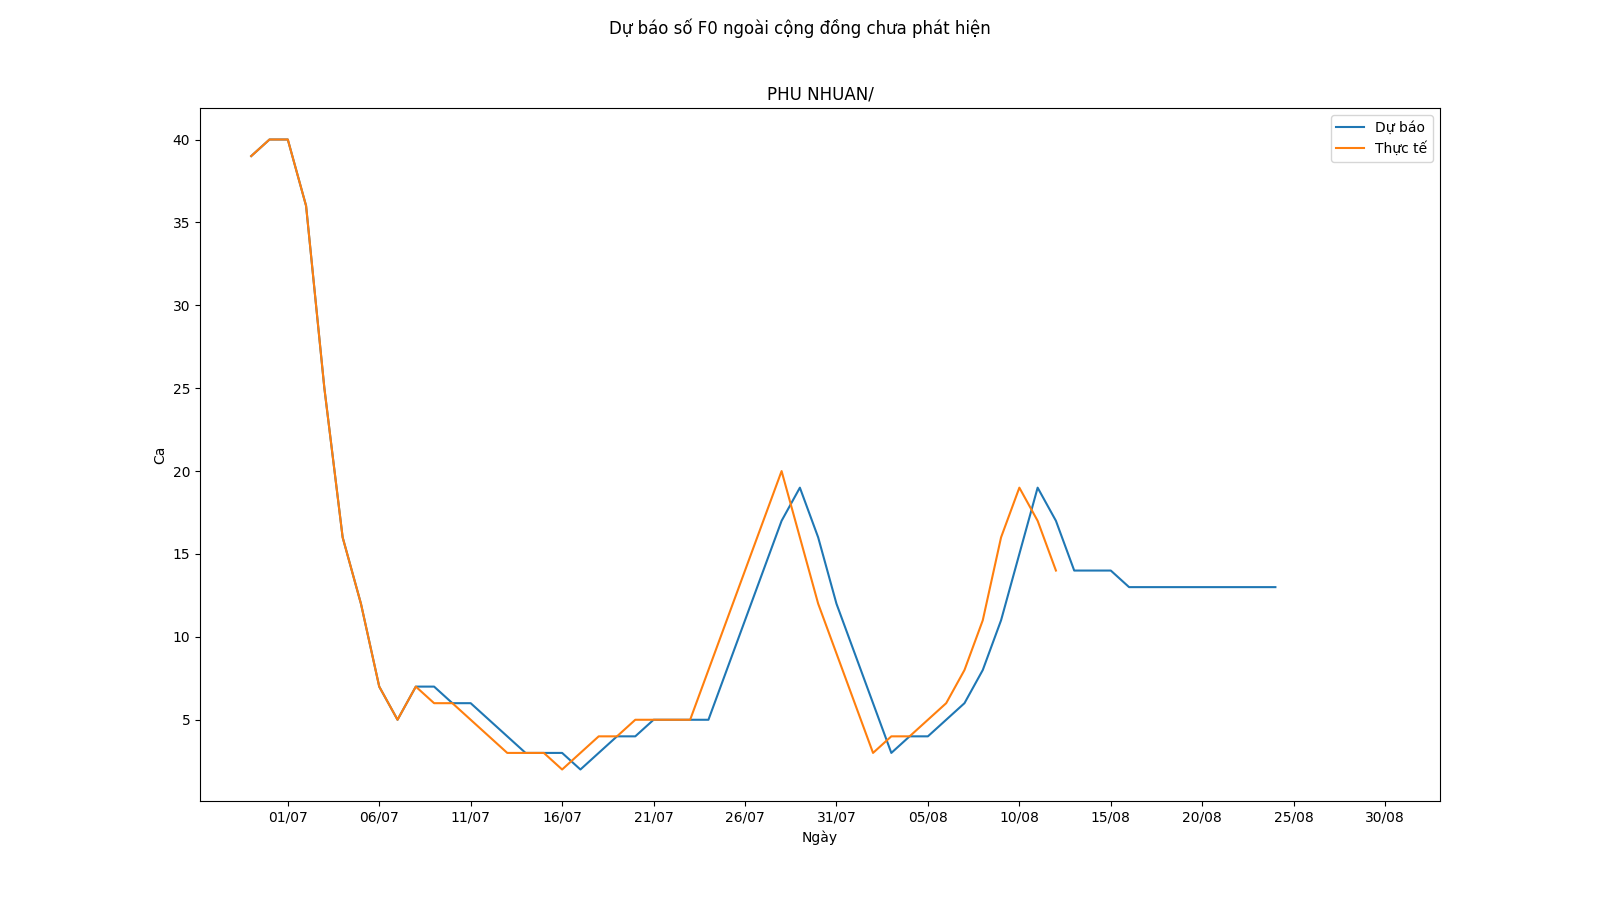 Dự báo số F0 ngoài cộng đồng chưa phát hiện
PHU NHUAN/
Dự báo
Thực tế
40
35
30
25
20
15
10
5
Ca
01/07 06/07 11/07 16/07 21/07 26/07 31/07 05/08 10/08 15/08 20/08 25/08 30/08
Ngày